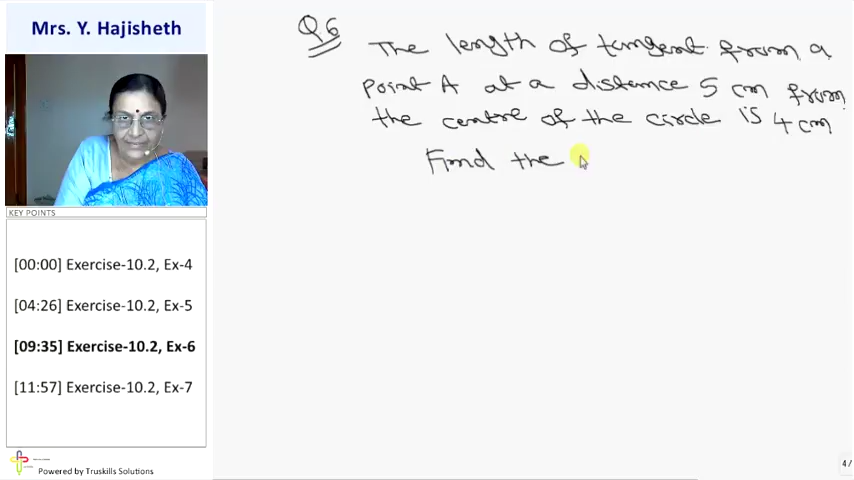 Mrs. Y. Hajisheth
KEY POINTS
[00:00] Exercise-10.2, Ex-4
[04:26] Exercise-10.2, Ex-5
[09:35] Exercise-10.2, Ex-6
[11:57] Exercise-10.2, Ex-7
Powered by Truskills Solutions
Q6
The length of tangent from a
point A at a distance 5 cm from
the centre of the circle is 4 cm
Find the
4/